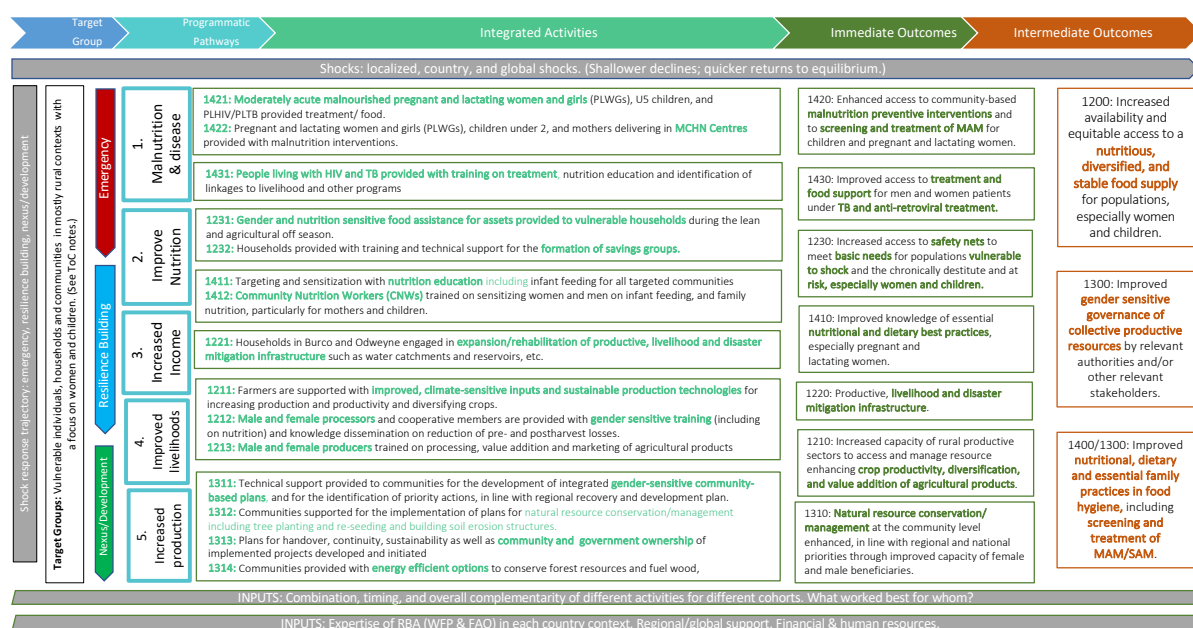 Target
Group
Programmatic
Pathways
Integrated Activities
Immediate Outcomes
Intermediate Outcomes
Shocks: localized, country, and global shocks. (Shallower declines; quicker returns to equilibrium.)
Shock response trajectory; emergency, resilience building, nexus/development
Target Groups: Vulnerable individuals, households and communities in mostly rural contexts with
a focus on women and children. (See ToC notes.)
Emergency
Resilience Building
Nexus/Development
1.
Malnutrition
& disease
2.
Improve
Nutrition
3.
Increased
Income
4.
Improved
livelihoods
5.
Increased
production
1421: Moderately acute malnourished pregnant and lactating women and girls (PLWGs), U5 children, and
PLHIV/PLTB provided treatment/ food.
1422: Pregnant and lactating women and girls (PLWGs), children under 2, and mothers delivering in MCHN Centres
provided with malnutrition interventions.
1431: People living with HIV and TB provided with training on treatment, nutrition education and identification of
linkages to livelihood and other programs
1231: Gender and nutrition sensitive food assistance for assets provided to vulnerable households during the lean
and agricultural off season.
1232: Households provided with training and technical support for the formation of savings groups.
1411: Targeting and sensitization with nutrition education including infant feeding for all targeted communities
1412: Community Nutrition Workers (CNWs) trained on sensitizing women and men on infant feeding, and family
nutrition, particularly for mothers and children.
1221: Households in Burco and Odweyne engaged in expansion/rehabilitation of productive, livelihood and disaster
mitigation infrastructure such as water catchments and reservoirs, etc.
1211: Farmers are supported with improved, climate-sensitive inputs and sustainable production technologies for
increasing production and productivity and diversifying crops.
1212: Male and female processors and cooperative members are provided with gender sensitive training (including
on nutrition) and knowledge dissemination on reduction of pre- and postharvest losses.
1213: Male and female producers trained on processing, value addition and marketing of agricultural products
1311: Technical support provided to communities for the development of integrated gender-sensitive community-
based plans, and for the identification of priority actions, in line with regional recovery and development plan.
1312: Communities supported for the implementation of plans for natural resource conservation/management
including tree planting and re-seeding and building soil erosion structures.
1313: Plans for handover, continuity, sustainability as well as community and government ownership of
implemented projects developed and initiated
1314: Communities provided with energy efficient options to conserve forest resources and fuel wood,
1420: Enhanced access to community-based
malnutrition preventive interventions and
to screening and treatment of MAM for
children and pregnant and lactating women.
1430: Improved access to treatment and
food support for men and women patients
under TB and anti-retroviral treatment.
1230: Increased access to safety nets to
meet basic needs for populations vulnerable
to shock and the chronically destitute and at
risk, especially women and children.
1410: Improved knowledge of essential
nutritional and dietary best practices,
especially pregnant and
lactating women.
1220: Productive, livelihood and disaster
mitigation infrastructure.
1210: Increased capacity of rural productive
sectors to access and manage resource
enhancing crop productivity, diversification,
and value addition of agricultural products.
1310: Natural resource conservation/
management at the community level
enhanced, in line with regional and national
priorities through improved capacity of female
and male beneficiaries.
1200: Increased
availability and
equitable access to a
nutritious,
diversified, and
stable food supply
for populations,
especially women
and children.
1300: Improved
gender sensitive
governance of
collective productive
resources by relevant
authorities and/or
other relevant
stakeholders.
1400/1300: Improved
nutritional, dietary
and essential family
practices in food
hygiene, including
screening and
treatment of
MAM/SAM.
INPUTS: Combination, timing, and overall complementarity of different activities for different cohorts. What worked best for whom?
INPUTS: Expertise of RBA (WFP & FAO) in each country context. Regional/global support. Financial & human resources.